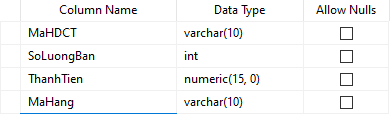 Column Name Data Type Allow Nulls
MaHDCT varchar(10)
SoLuongBan int
ThanhTien numeric(15, 0)
MaHang varchar(10)